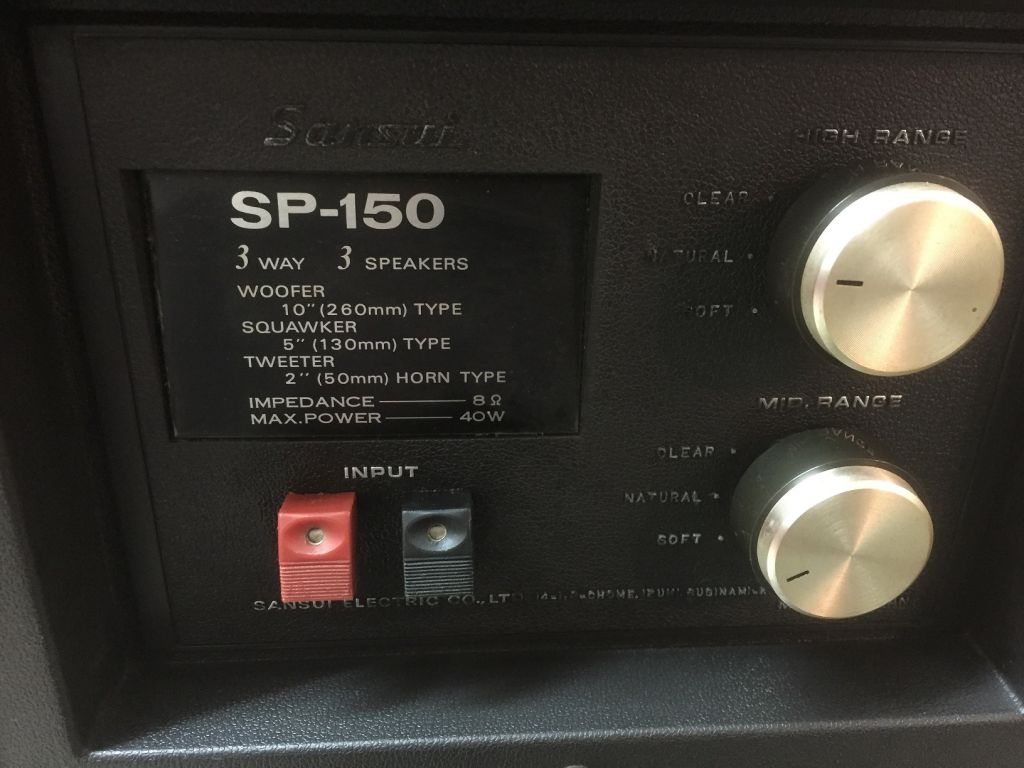 Sansui
SP-150
3 WAY 3 SPEAKERS
WOOFER
10" (260mm) TYPE
SQUAWKER
5" (130mm) TYPE
TWEETER
2" (50mm) HORN TYPE
IMPEDANCE 8Ω
MAX.POWER 40W
INPUT
SANSUI ELECTRIC CO., LTD.
HIGH RANGE
CLEAR
NATURAL
SOFT
MID. RANGE
CLEAR
NATURAL
SOFT